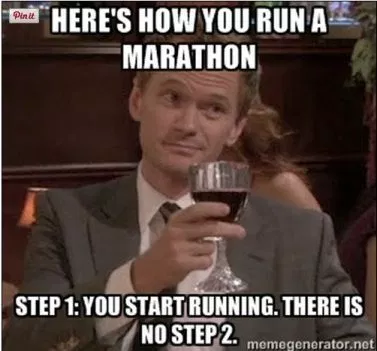 Pin it
HERE'S HOW YOU RUN A
MARATHON
STEP 1: YOU START RUNNING. THERE IS
NO STEP 2.
memegenerator.net